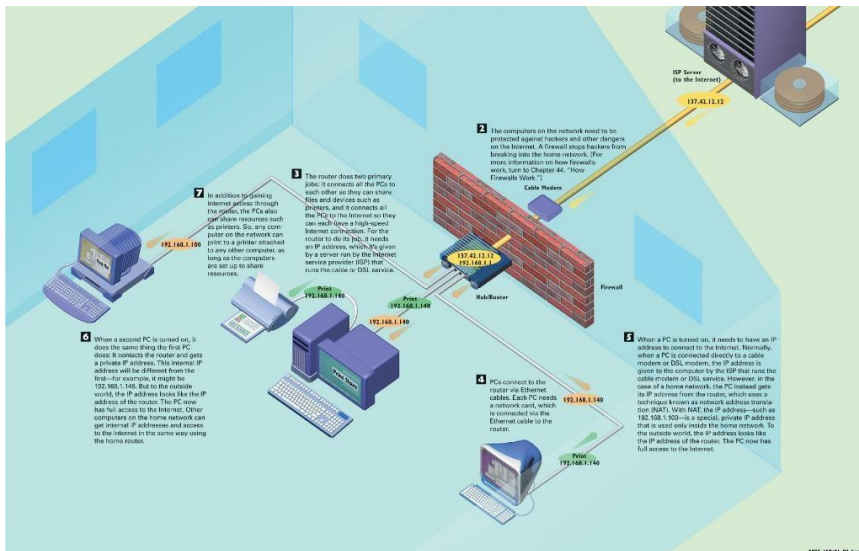 ISP Server
(to the Internet)
137.42.12.12
2 The computers on the network need to be
protected against hackers and other dangers
on the Internet. A firewall stops hackers from
breaking into the home network. (For
more information on how firewalls
work, turn to Chapter 44, "How
Firewalls Work.")
Cable Modem
3 The router does two primary
jobs: It connects all the PCs to
each other so they can share
files and devices such as
printers, and it connects all
the PCs to the Internet so they
can each have a high-speed
Internet connection. For the
router to do its job, it needs
an IP address, which it's given
by a server run by the Internet
service provider (ISP) that
runs the cable or DSL service.
7 In addition to gaining
Internet access through
the router, the PCs also
can share resources such
as printers. So, any com-
puter on the network can
print to a printer attached
to any other computer, as
long as the computers
are set up to share
resources.
192.168.1.100
137.42.12.12
192.168.1.1
Hub/Router
Firewall
Print
192.168.1.140
Print
192.168.1.140
192.168.1.140
Print Share
6 When a second PC is turned on, it
does the same thing the first PC
does: It contacts the router and gets
a private IP address. This internal IP
address will be different from the
first—for example, it might be
192.168.1.140. But to the outside
world, the IP address looks like the IP
address of the router. The PC now
has full access to the Internet. Other
computers on the home network can
get internal IP addresses and access
to the Internet in the same way using
the home router.
4 PCs connect to the
router via Ethernet
cables. Each PC needs
a network card, which
is connected via the
Ethernet cable to the
router.
192.168.1.140
Print
192.168.1.140
5 When a PC is turned on, it needs to have an IP
address to connect to the Internet. Normally,
when a PC is connected directly to a cable
modem or DSL modem, the IP address is
given to the computer by the ISP that runs the
cable modem or DSL service. However, in the
case of a home network, the PC instead gets
its IP address from the router, which uses a
technique known as network address transla-
tion (NAT). With NAT, the IP address—such as
192.168.1.100—is a special, private IP address
that is used only inside the home network. To
the outside world, the IP address looks like
the IP address of the router. The PC now has
full access to the Internet.